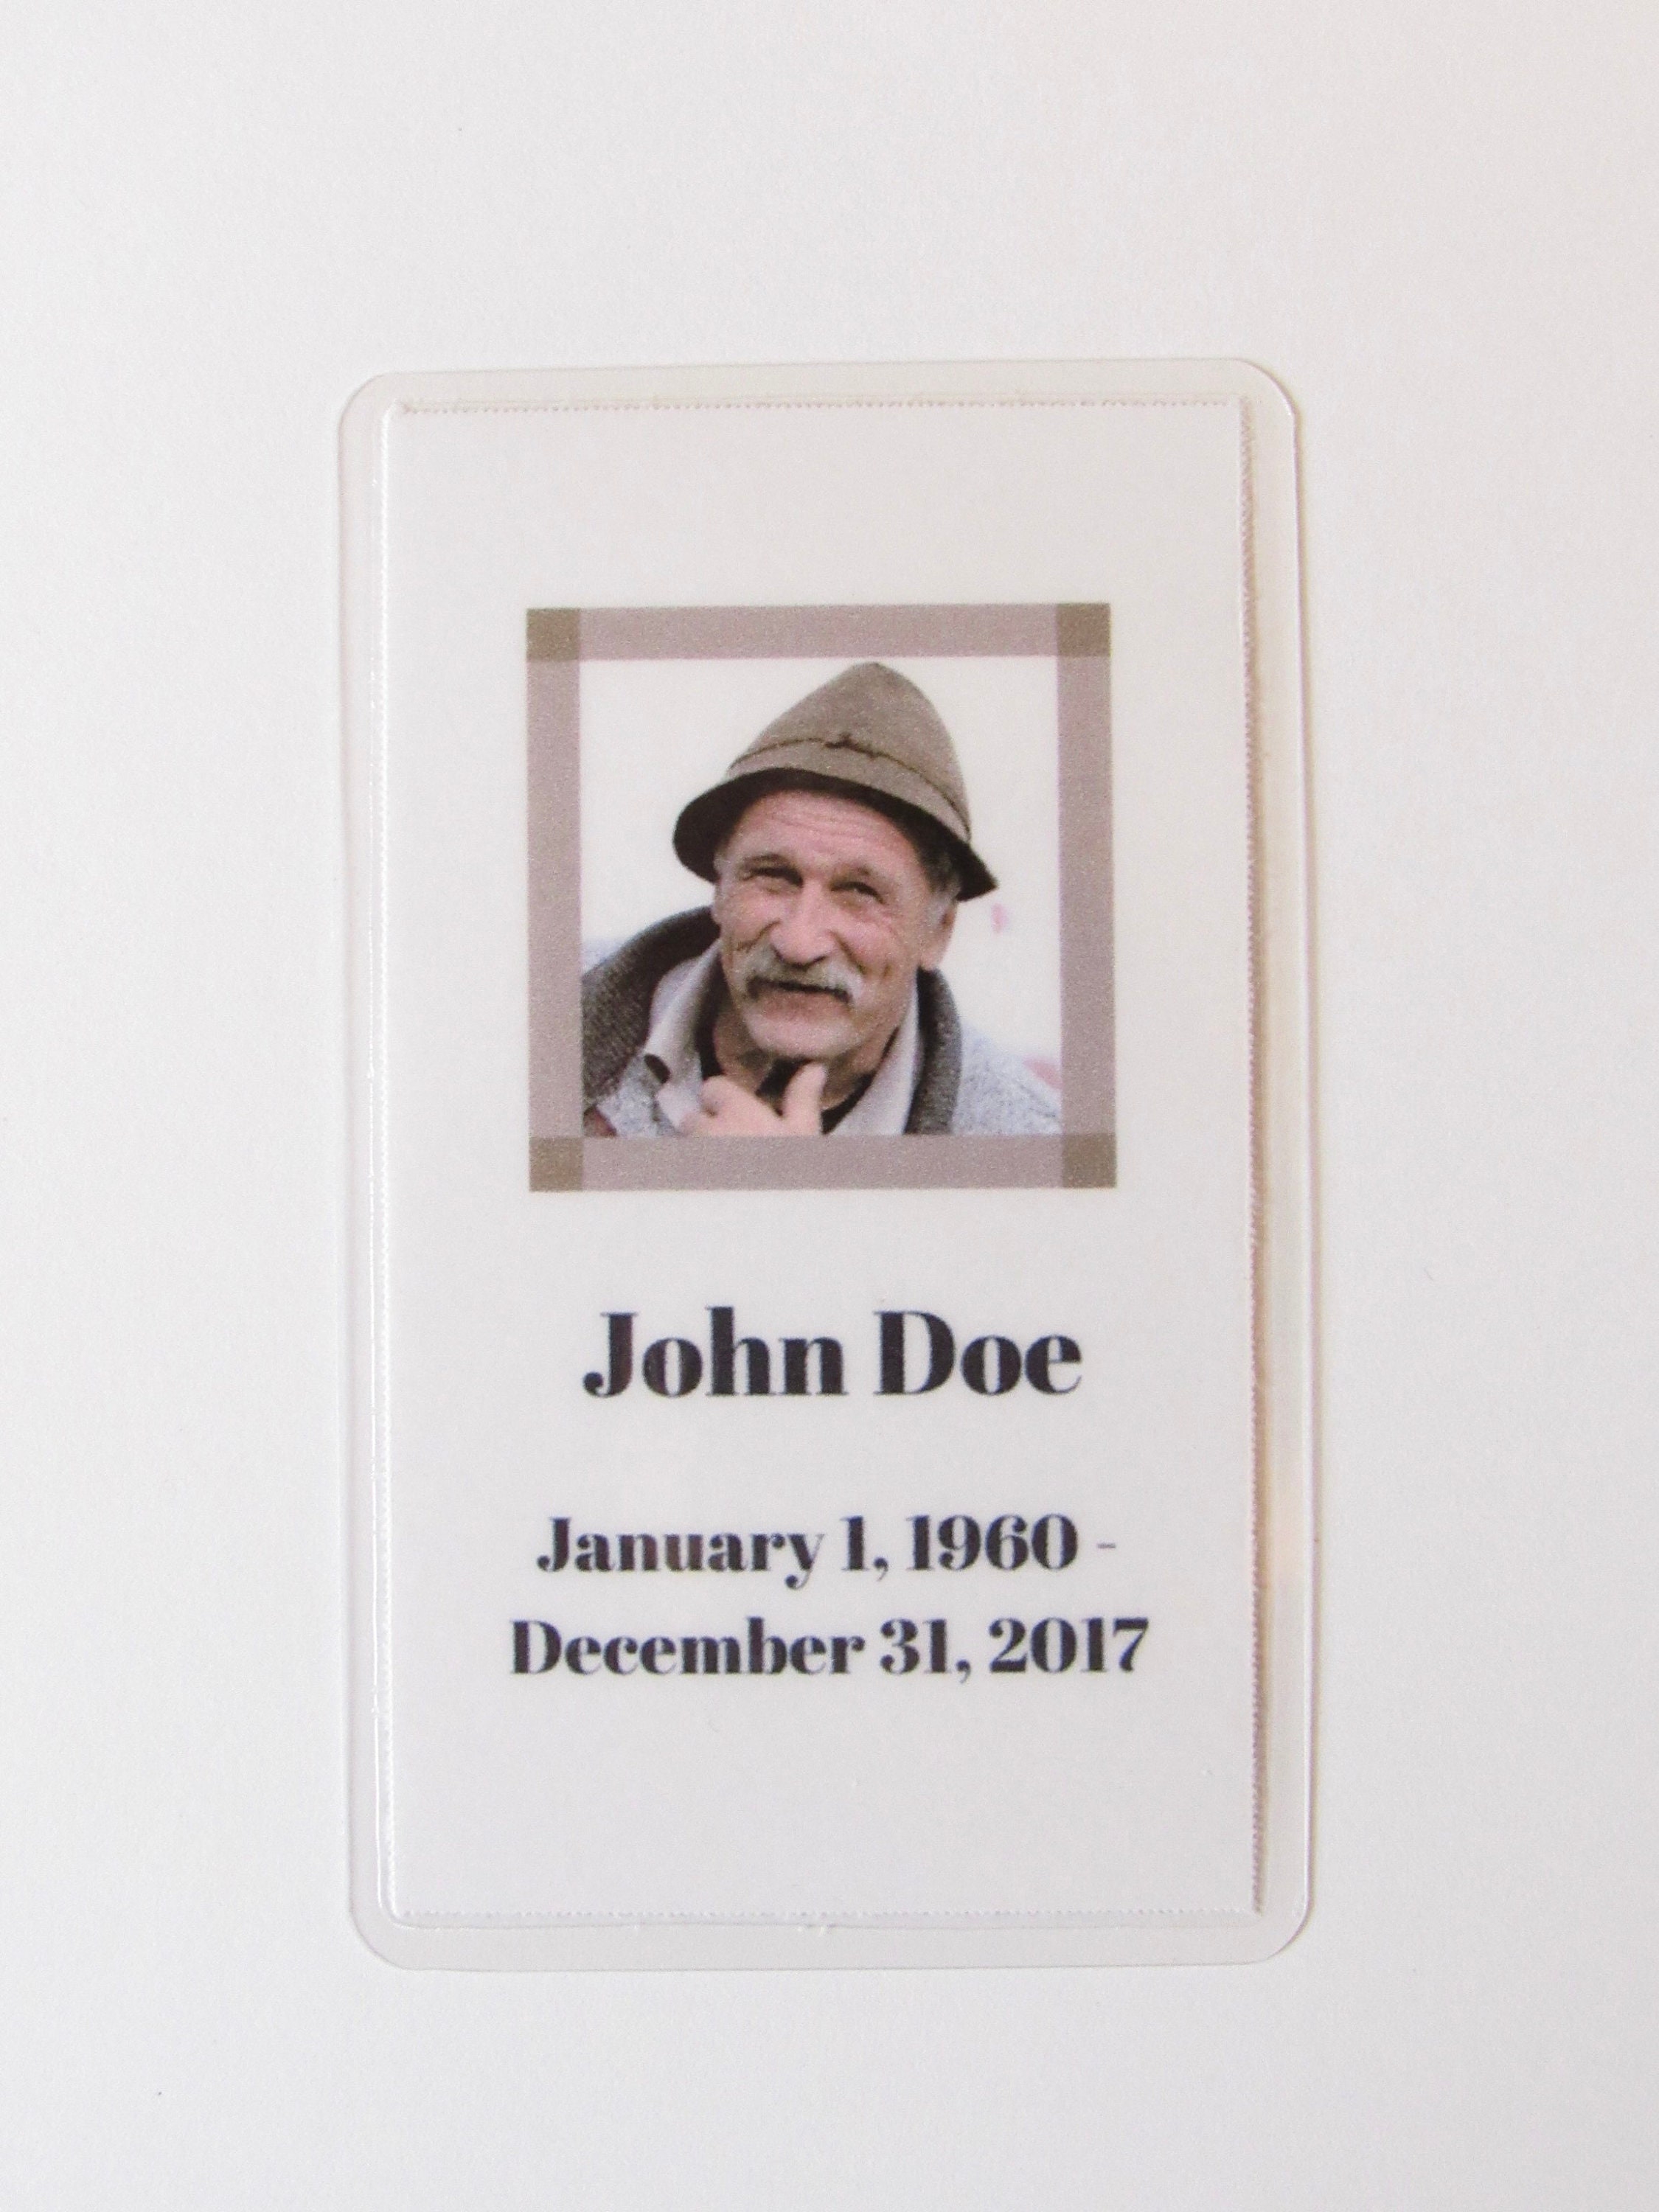 John Doe
January 1, 1960 -
December 31, 2017